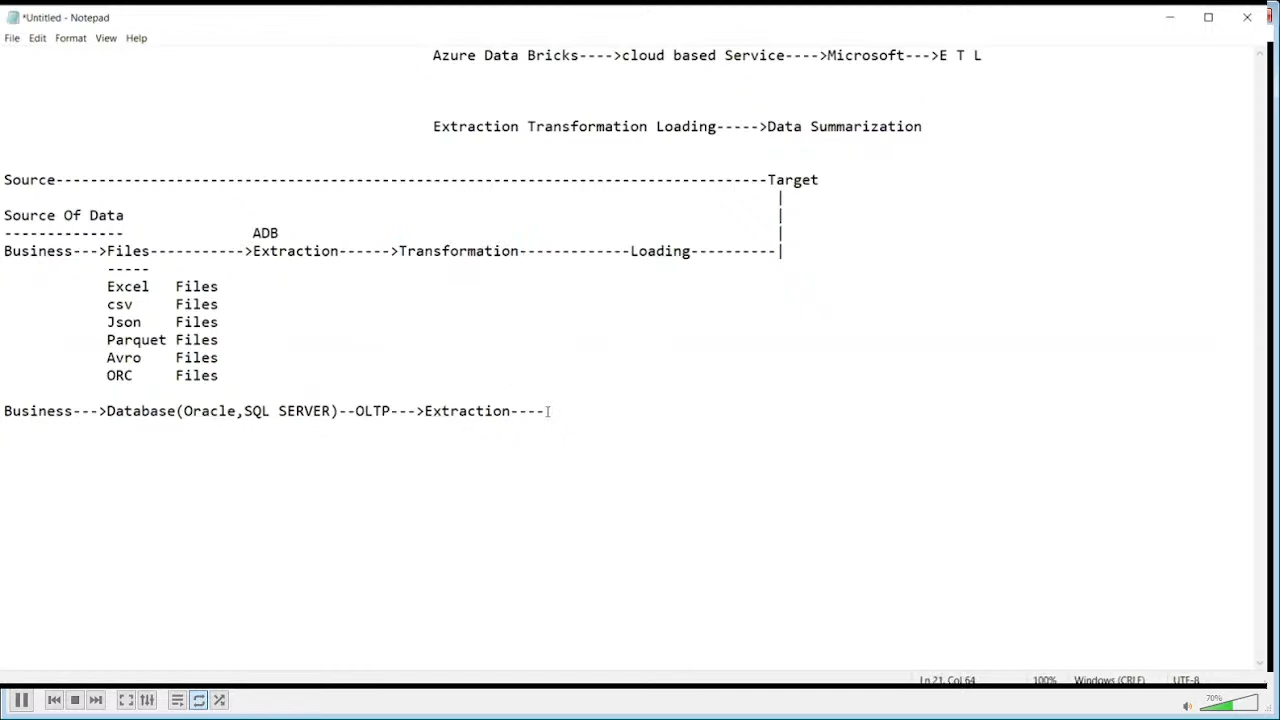 *Untitled - Notepad
File Edit Format View Help
Azure Data Bricks---->cloud based Service---->Microsoft--->E T L
Extraction Transformation Loading----->Data Summarization
Source-----------------------------------------------------------------------------------Target
|
Source Of Data |
-------------- ADB |
Business--->Files----------->Extraction------>Transformation-------------Loading----------|
-----
Excel Files
csv Files
Json Files
Parquet Files
Avro Files
ORC Files
Business--->Database(Oracle,SQL SERVER)--OLTP--->Extraction----
Ln 21, Col 64 100% Windows (CRLF) UTF-8
70%